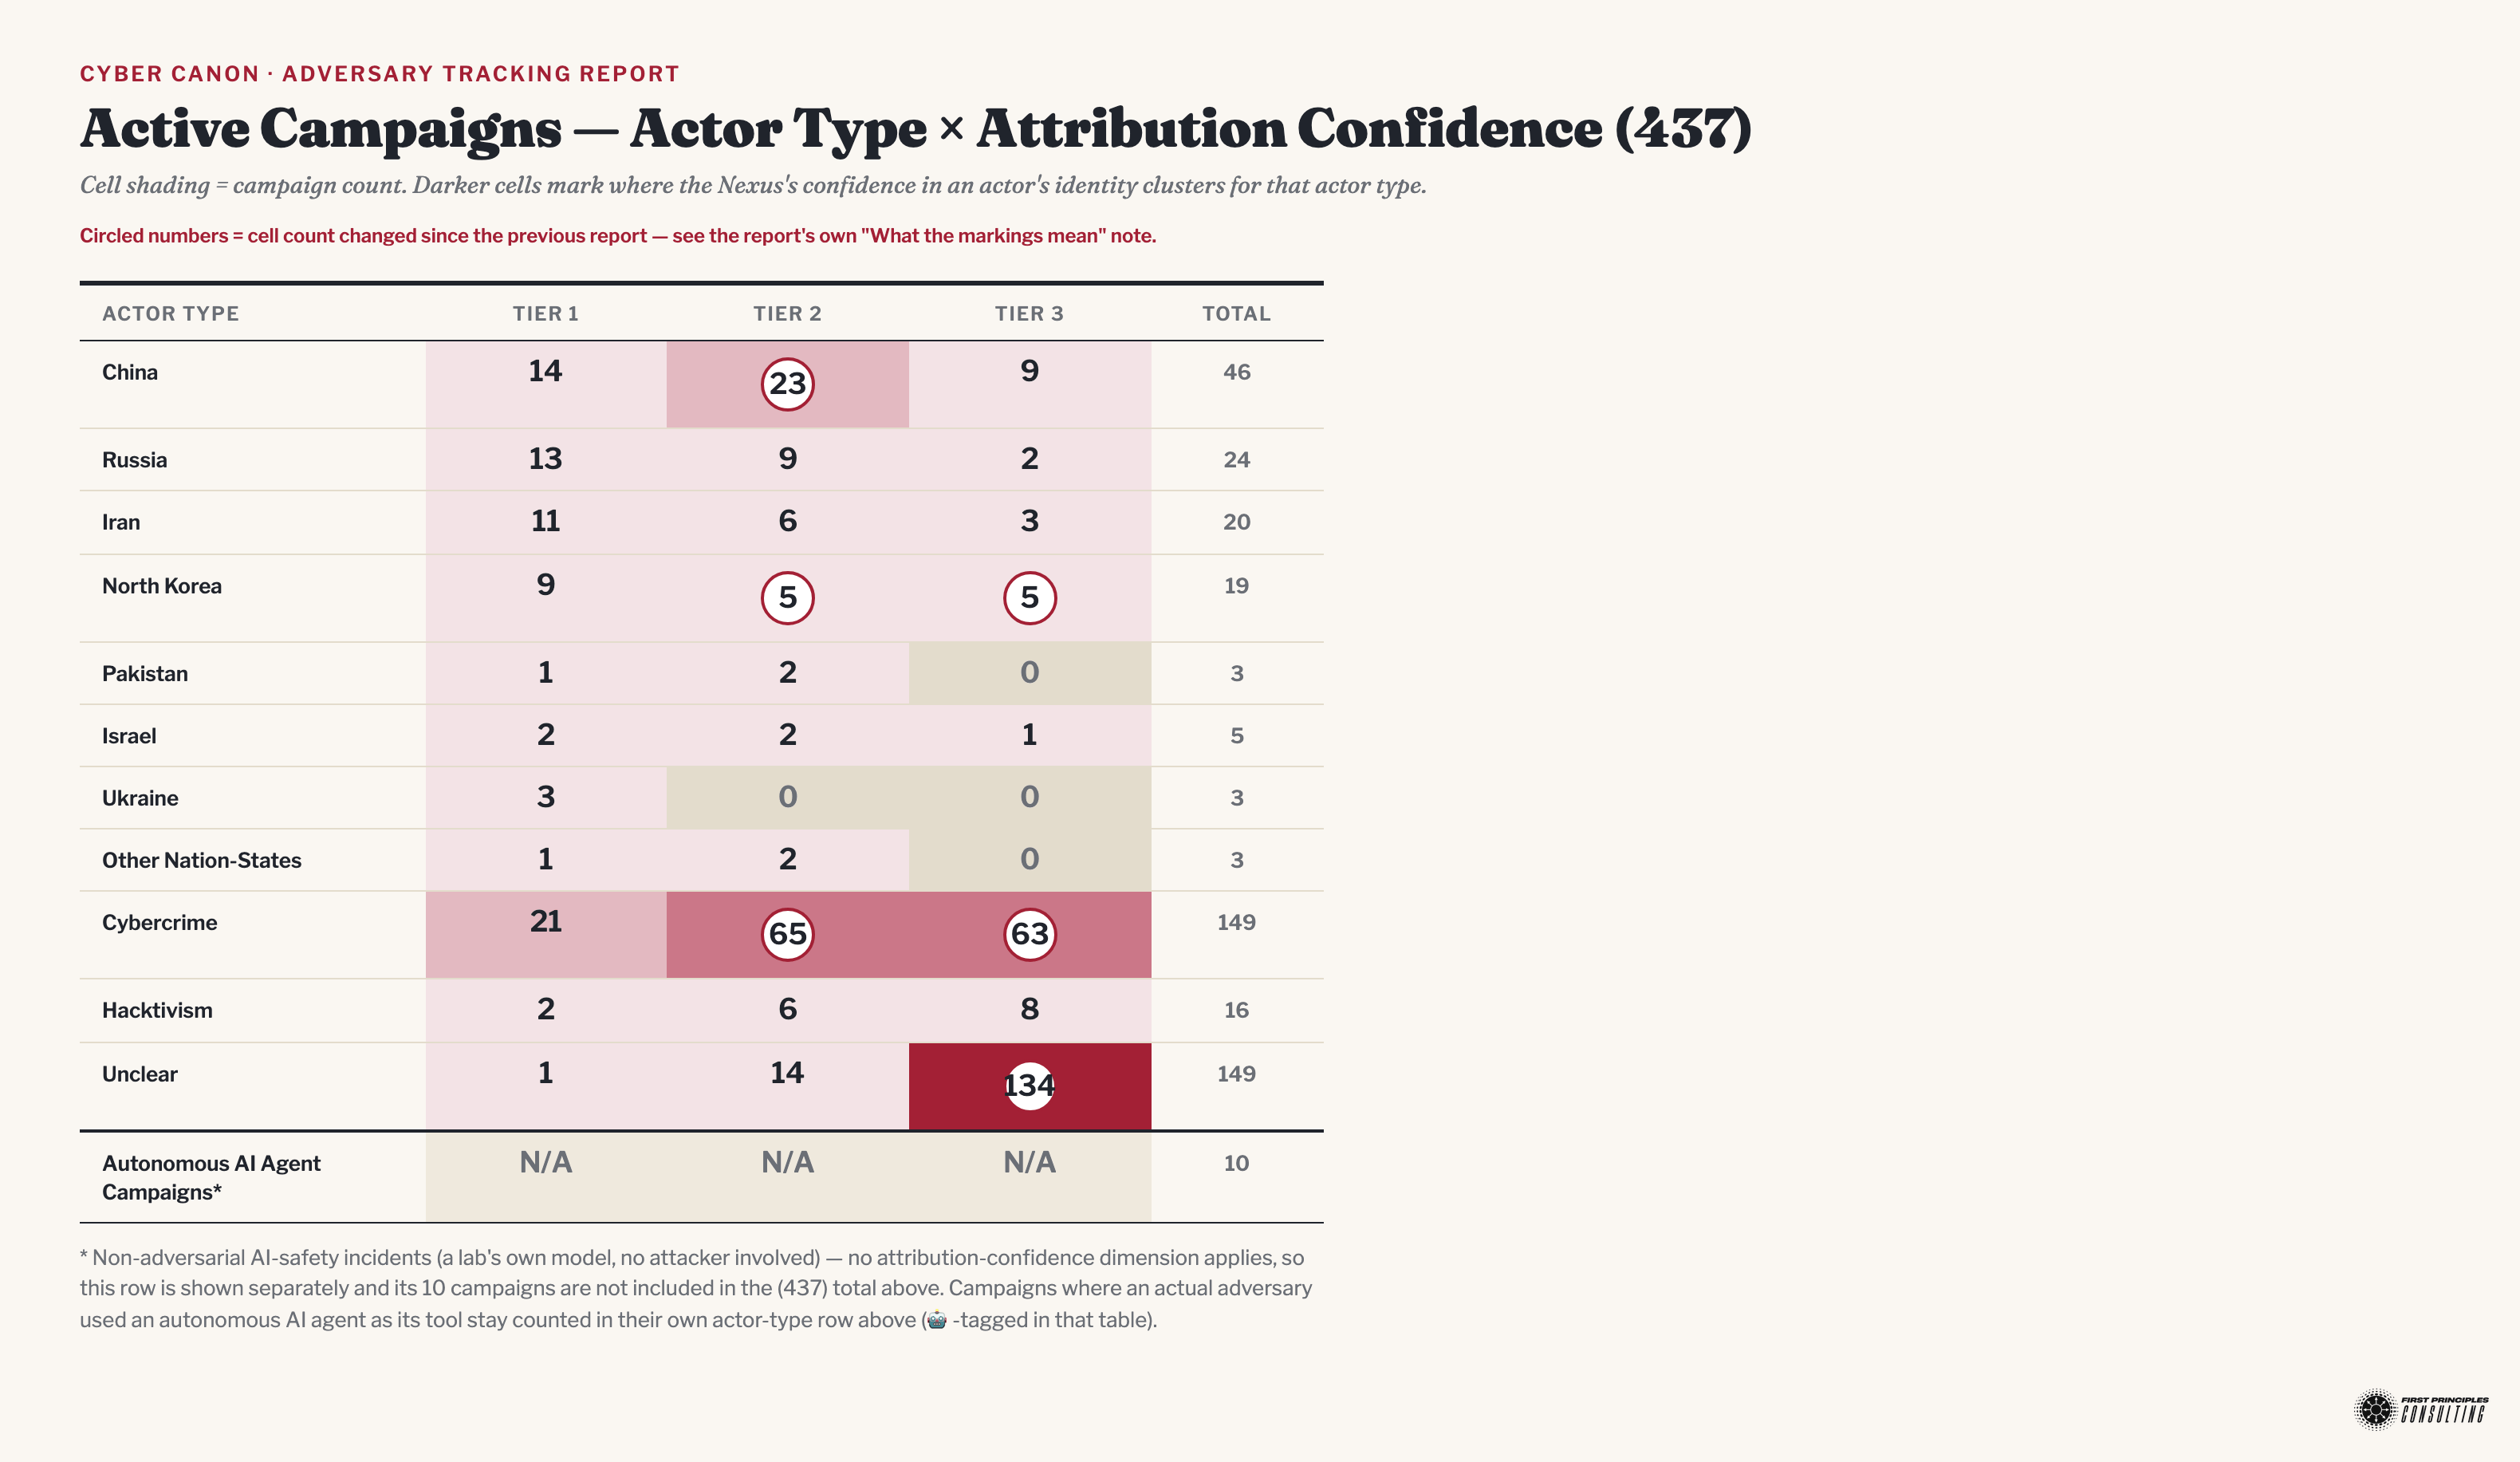 CYBER CANON · ADVERSARY TRACKING REPORT
Active Campaigns — Actor Type × Attribution Confidence (437)
Cell shading = campaign count. Darker cells mark where the Nexus's confidence in an actor's identity clusters for that actor type.
Circled numbers = cell count changed since the previous report — see the report's own "What the markings mean" note.
ACTOR TYPE TIER 1 TIER 2 TIER 3 TOTAL
China 14 23 9 46
Russia 13 9 2 24
Iran 11 6 3 20
North Korea 9 5 5 19
Pakistan 1 2 0 3
Israel 2 2 1 5
Ukraine 3 0 0 3
Other Nation-States 1 2 0 3
Cybercrime 21 65 63 149
Hacktivism 2 6 8 16
Unclear 1 14 134 149
Autonomous AI Agent N/A N/A N/A 10
Campaigns*
* Non-adversarial AI-safety incidents (a lab's own model, no attacker involved) — no attribution-confidence dimension applies, so
this row is shown separately and its 10 campaigns are not included in the (437) total above. Campaigns where an actual adversary
used an autonomous AI agent as its tool stay counted in their own actor-type row above (🤖 -tagged in that table).
FIRST PRINCIPLES
CONSULTING